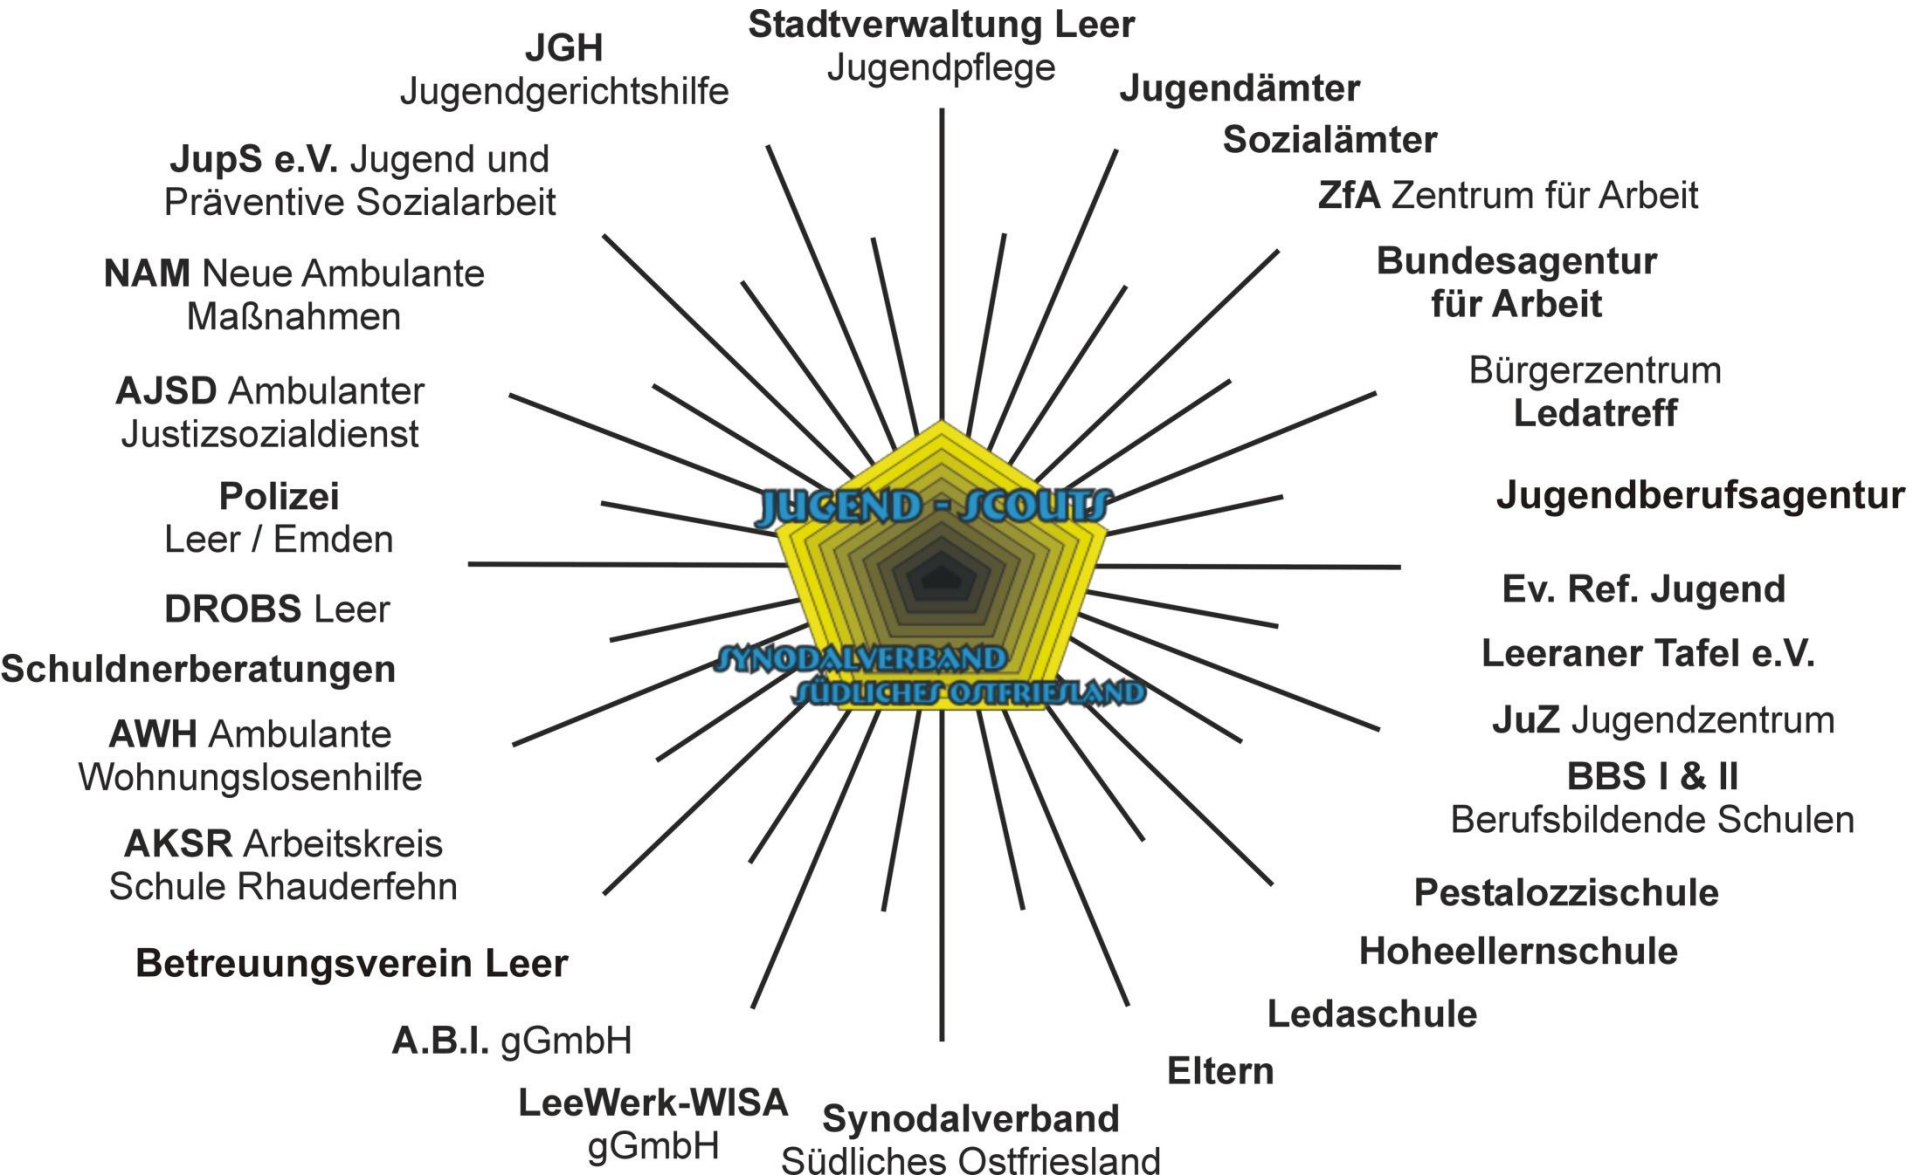 Stadtverwaltung Leer
Jugendpflege
Jugendämter
Sozialämter
ZfA Zentrum für Arbeit
Bundesagentur
für Arbeit
Bürgerzentrum
Ledatreff
Jugendberufsagentur
Ev. Ref. Jugend
Leeraner Tafel e.V.
JuZ Jugendzentrum
BBS I & II
Berufsbildende Schulen
Pestalozzischule
Hoheellernschule
Ledaschule
Eltern
Synodalverband
Südliches Ostfriesland
LeeWerk-WISA
gGmbH
A.B.I. gGmbH
Betreuungsverein Leer
AKSR Arbeitskreis
Schule Rhauderfehn
AWH Ambulante
Wohnungslosenhilfe
Schuldnerberatungen
DROBS Leer
Polizei
Leer / Emden
AJSD Ambulanter
Justizsozialdienst
NAM Neue Ambulante
Maßnahmen
JupS e.V. Jugend und
Präventive Sozialarbeit
JGH
Jugendgerichtshilfe
JUGEND - SCOUTS
SYNODALVERBAND
SÜDLICHES OSTFRIESLAND